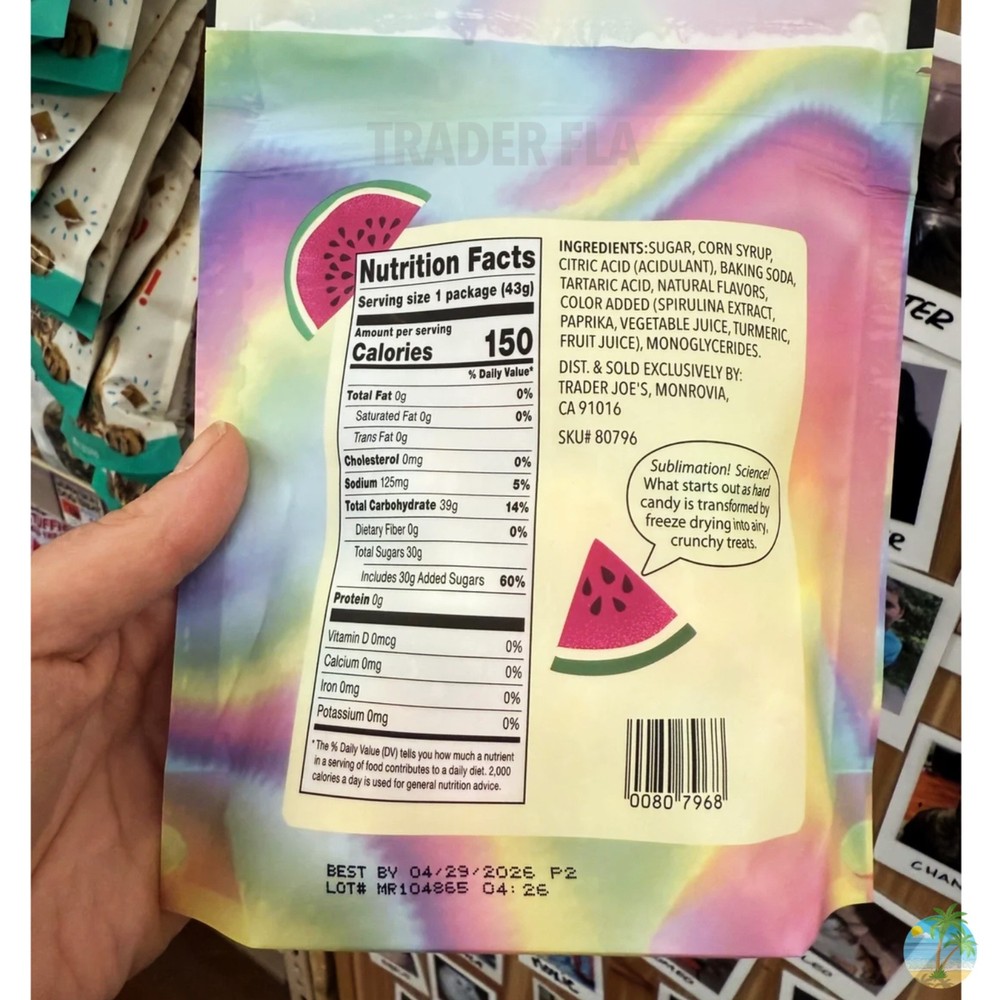 TRADER FLA
Nutrition Facts
Serving size 1 package (43g)
Amount per serving
Calories 150
% Daily Value*
Total Fat 0g 0%
Saturated Fat 0g 0%
Trans Fat 0g
Cholesterol 0mg 0%
Sodium 125mg 5%
Total Carbohydrate 39g 14%
Dietary Fiber 0g 0%
Total Sugars 30g
Includes 30g Added Sugars 60%
Protein 0g
Vitamin D 0mcg 0%
Calcium 0mg 0%
Iron 0mg 0%
Potassium 0mg 0%
*The % Daily Value (DV) tells you how much a nutrient
in a serving of food contributes to a daily diet. 2,000
calories a day is used for general nutrition advice.
INGREDIENTS:SUGAR, CORN SYRUP,
CITRIC ACID (ACIDULANT), BAKING SODA,
TARTARIC ACID, NATURAL FLAVORS,
COLOR ADDED (SPIRULINA EXTRACT,
PAPRIKA, VEGETABLE JUICE, TURMERIC,
FRUIT JUICE), MONOGLYCERIDES.
DIST. & SOLD EXCLUSIVELY BY:
TRADER JOE'S, MONROVIA,
CA 91016
SKU# 80796
Sublimation! Science!
What starts out as hard
candy is transformed by
freeze drying into airy,
crunchy treats.
0080 7968
BEST BY 04/29/2026 P2
LOT# MR104865 04:26